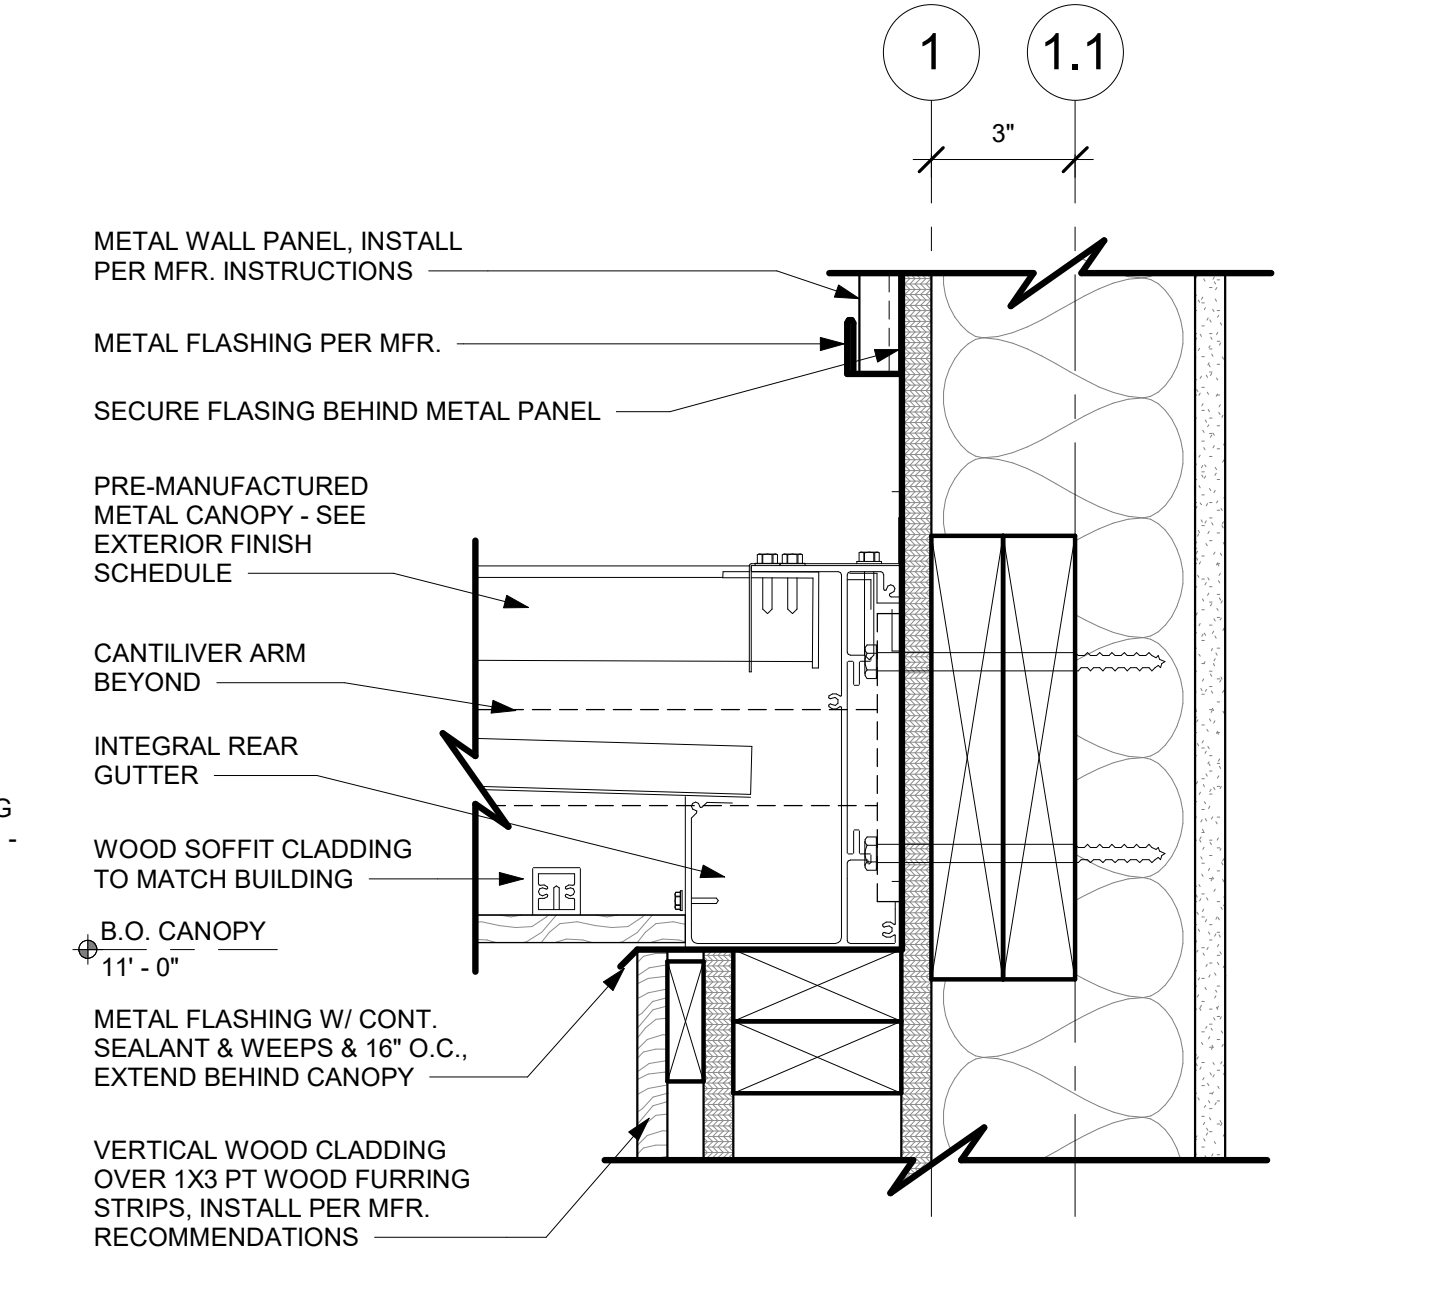 1
1.1
3"
METAL WALL PANEL, INSTALL
PER MFR. INSTRUCTIONS
METAL FLASHING PER MFR.
SECURE FLASING BEHIND METAL PANEL
PRE-MANUFACTURED
METAL CANOPY - SEE
EXTERIOR FINISH
SCHEDULE
CANTILIVER ARM
BEYOND
INTEGRAL REAR
GUTTER
G
-
WOOD SOFFIT CLADDING
TO MATCH BUILDING
B.O. CANOPY
11' - 0"
METAL FLASHING W/ CONT.
SEALANT & WEEPS & 16" O.C.,
EXTEND BEHIND CANOPY
VERTICAL WOOD CLADDING
OVER 1X3 PT WOOD FURRING
STRIPS, INSTALL PER MFR.
RECOMMENDATIONS